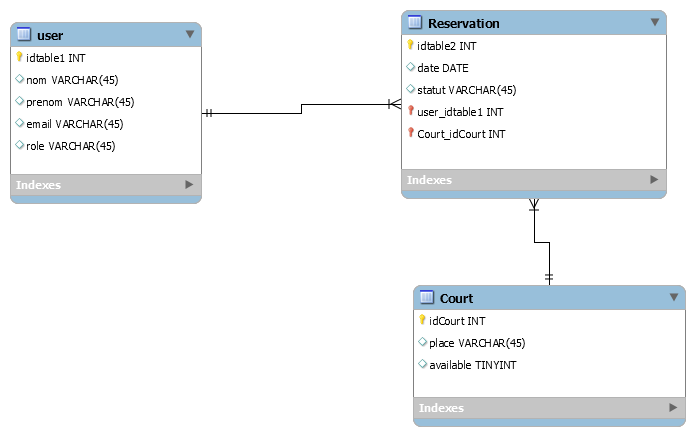 user
idtable1 INT
nom VARCHAR(45)
prenom VARCHAR(45)
email VARCHAR(45)
role VARCHAR(45)
Indexes
Reservation
idtable2 INT
date DATE
statut VARCHAR(45)
user_idtable1 INT
Court_idCourt INT
Indexes
Court
idCourt INT
place VARCHAR(45)
available TINYINT
Indexes